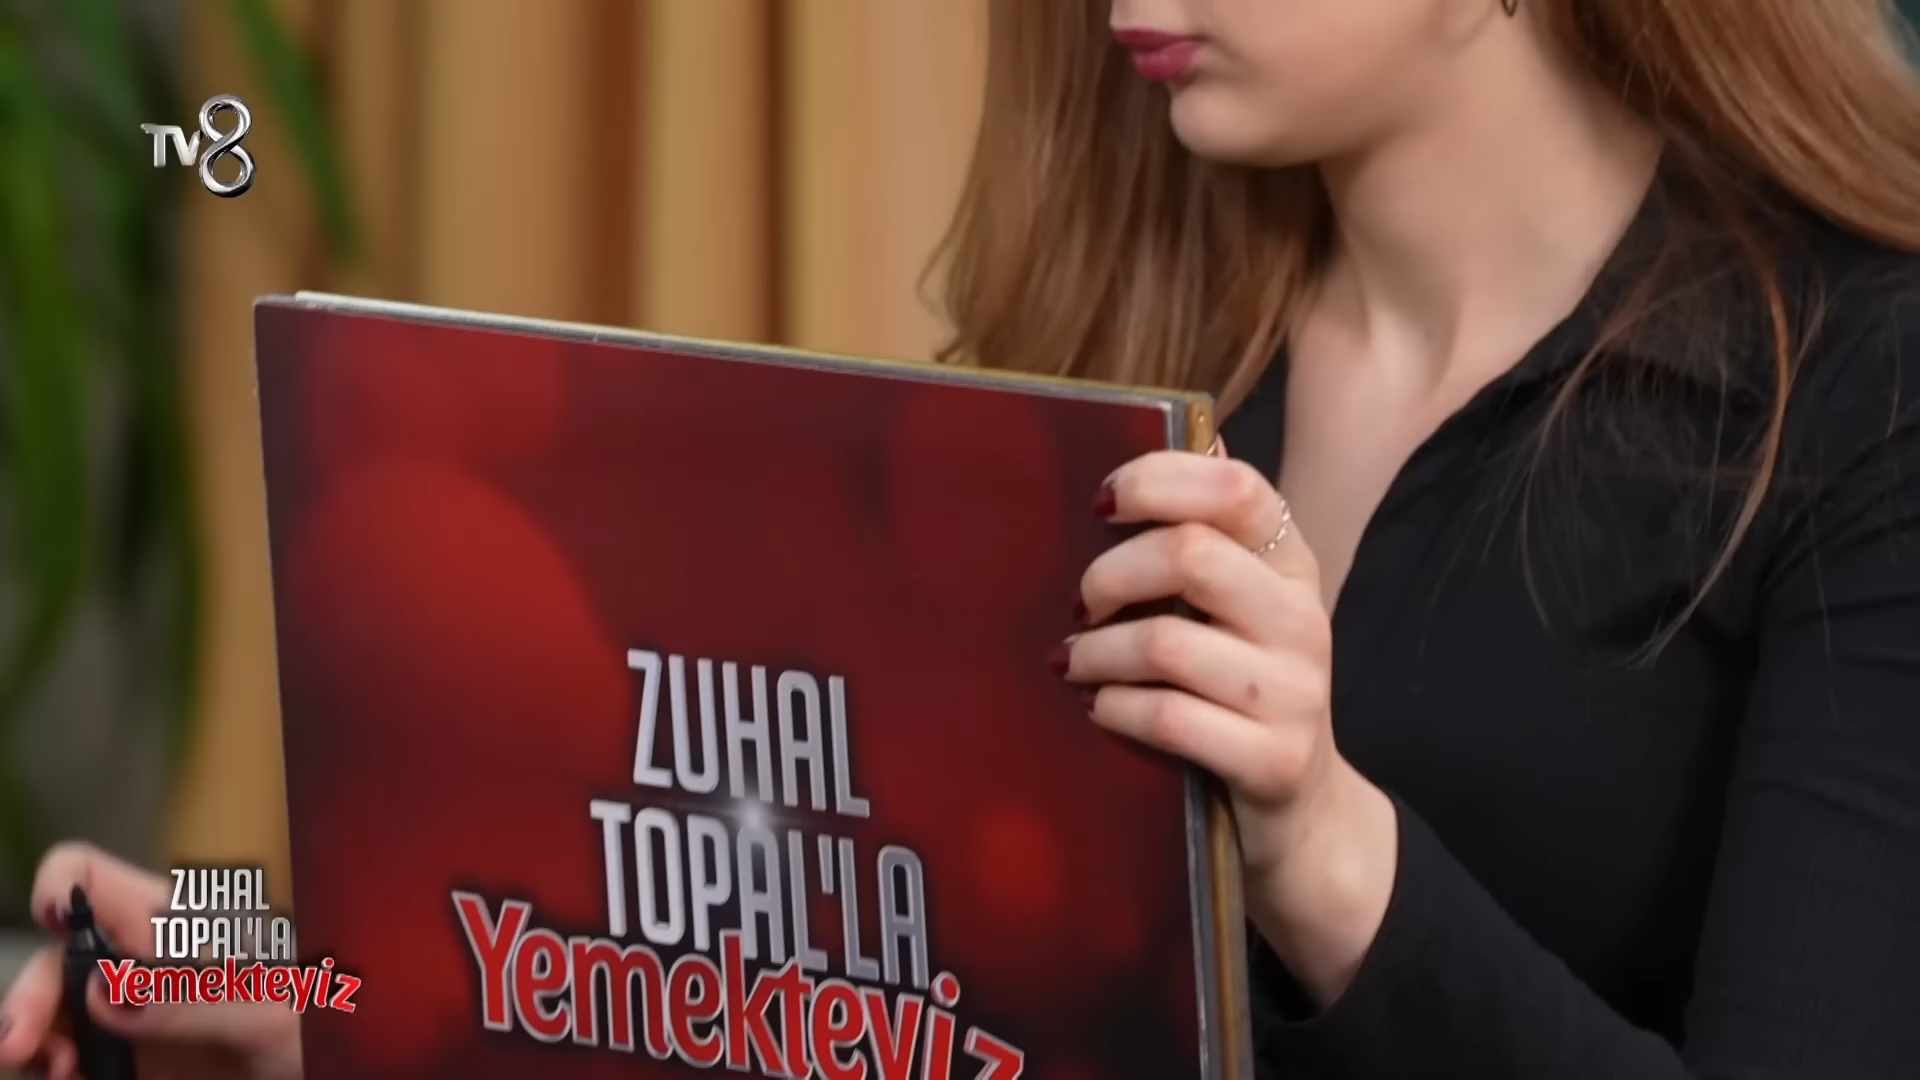 TV8
ZUHAL
TOPAL'LA
Yemekteyiz
ZUHAL
TOPAL'LA
Yemekteyiz